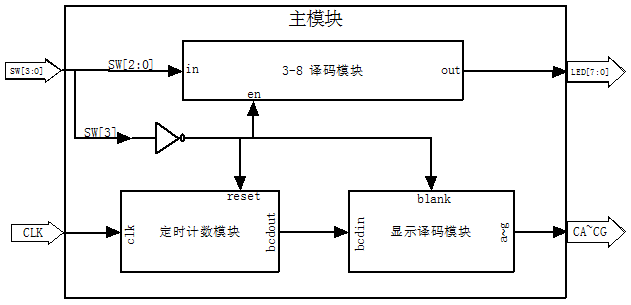 主模块
SW[3:0]
SW[2:0]
in
3-8 译码模块
out
LED[7:0]
en
SW[3]
reset
blank
CLK
clk
定时计数模块
bcdout
bcdin
显示译码模块
a~g
CA~CG